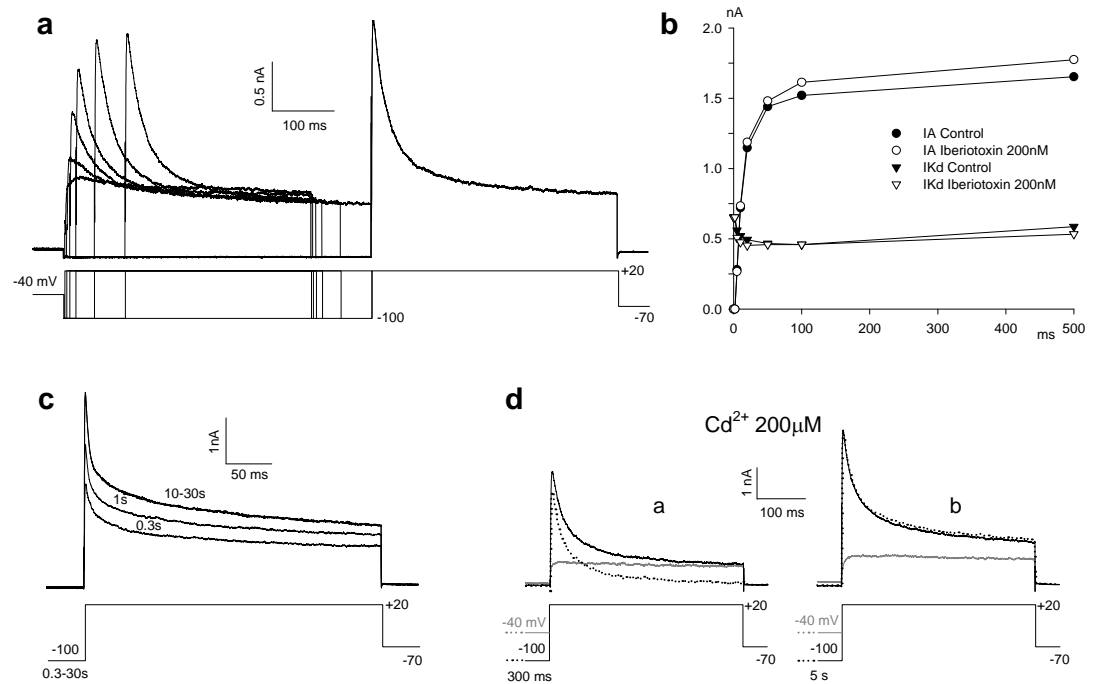 a
0.5 nA
100 ms
-40 mV
+20
-100
-70
b
nA
2.0
1.5
1.0
0.5
0.0
0
100
200
300
400
500
ms
IA Control
IA Iberiotoxin 200nM
IKd Control
IKd Iberiotoxin 200nM
c
1nA
50 ms
10-30s
1s
0.3s
+20
-100
-70
0.3-30s
d
Cd2+ 200μM
1 nA
100 ms
a
b
+20
-40 mV
-100
-70
300 ms
+20
-40 mV
-100
-70
5 s